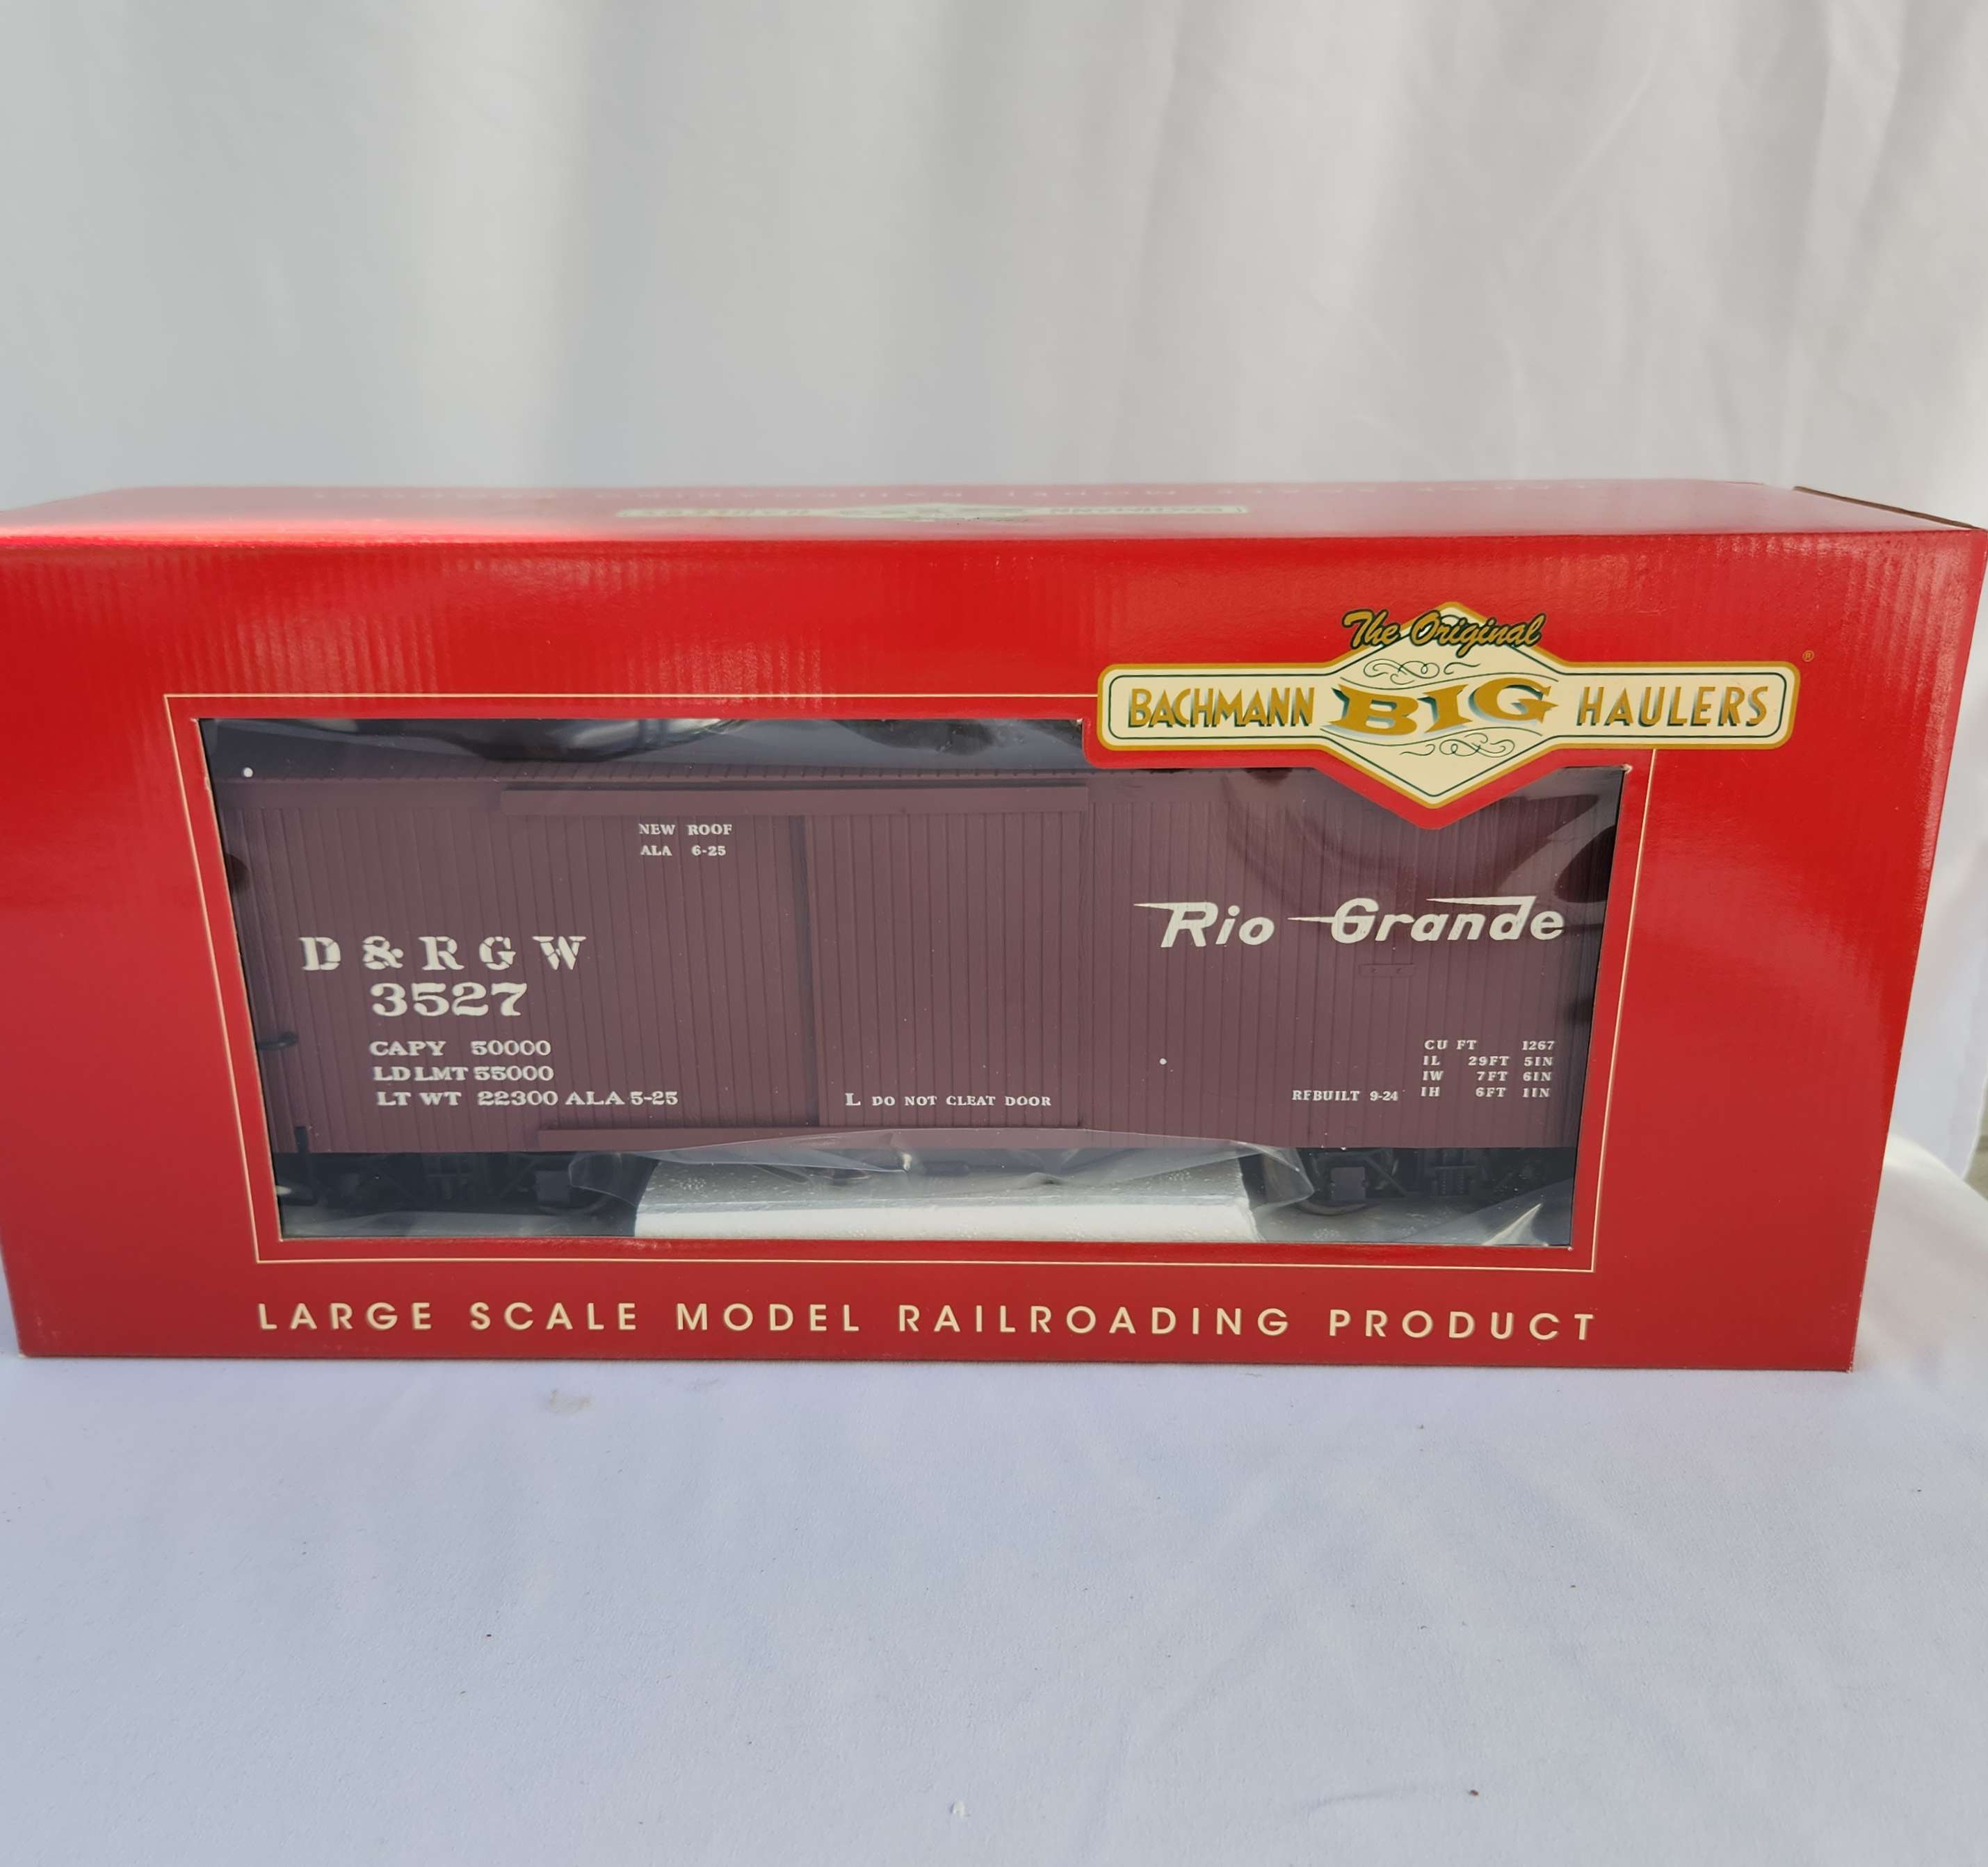 The Original
BACHMANN BIG HAULERS
®
NEW ROOF
ALA 6-25
D & R G W
3527
CAPY 50000
LD LMT 55000
LT WT 22300 ALA 5-25
L DO NOT CLEAT DOOR
Rio Grande
REBUILT 9-24
CU FT 1267
IL 29FT 5IN
IW 7FT 6IN
IH 6FT 1IN
LARGE SCALE MODEL RAILROADING PRODUCT